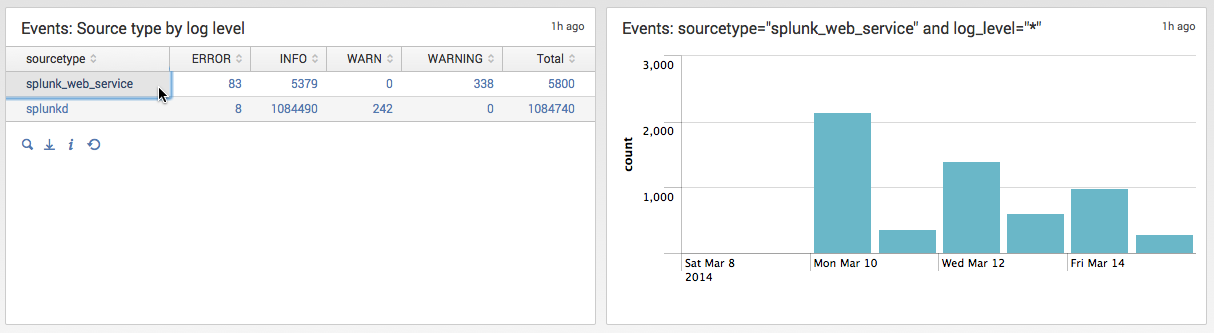 Events: Source type by log level
1h ago
sourcetype ERROR INFO WARN WARNING Total
splunk_web_service 83 5379 0 338 5800
splunkd 8 1084490 242 0 1084740
i
Events: sourcetype="splunk_web_service" and log_level="*"
1h ago
3,000
2,000
1,000
count
Sat Mar 8 Mon Mar 10 Wed Mar 12 Fri Mar 14
2014